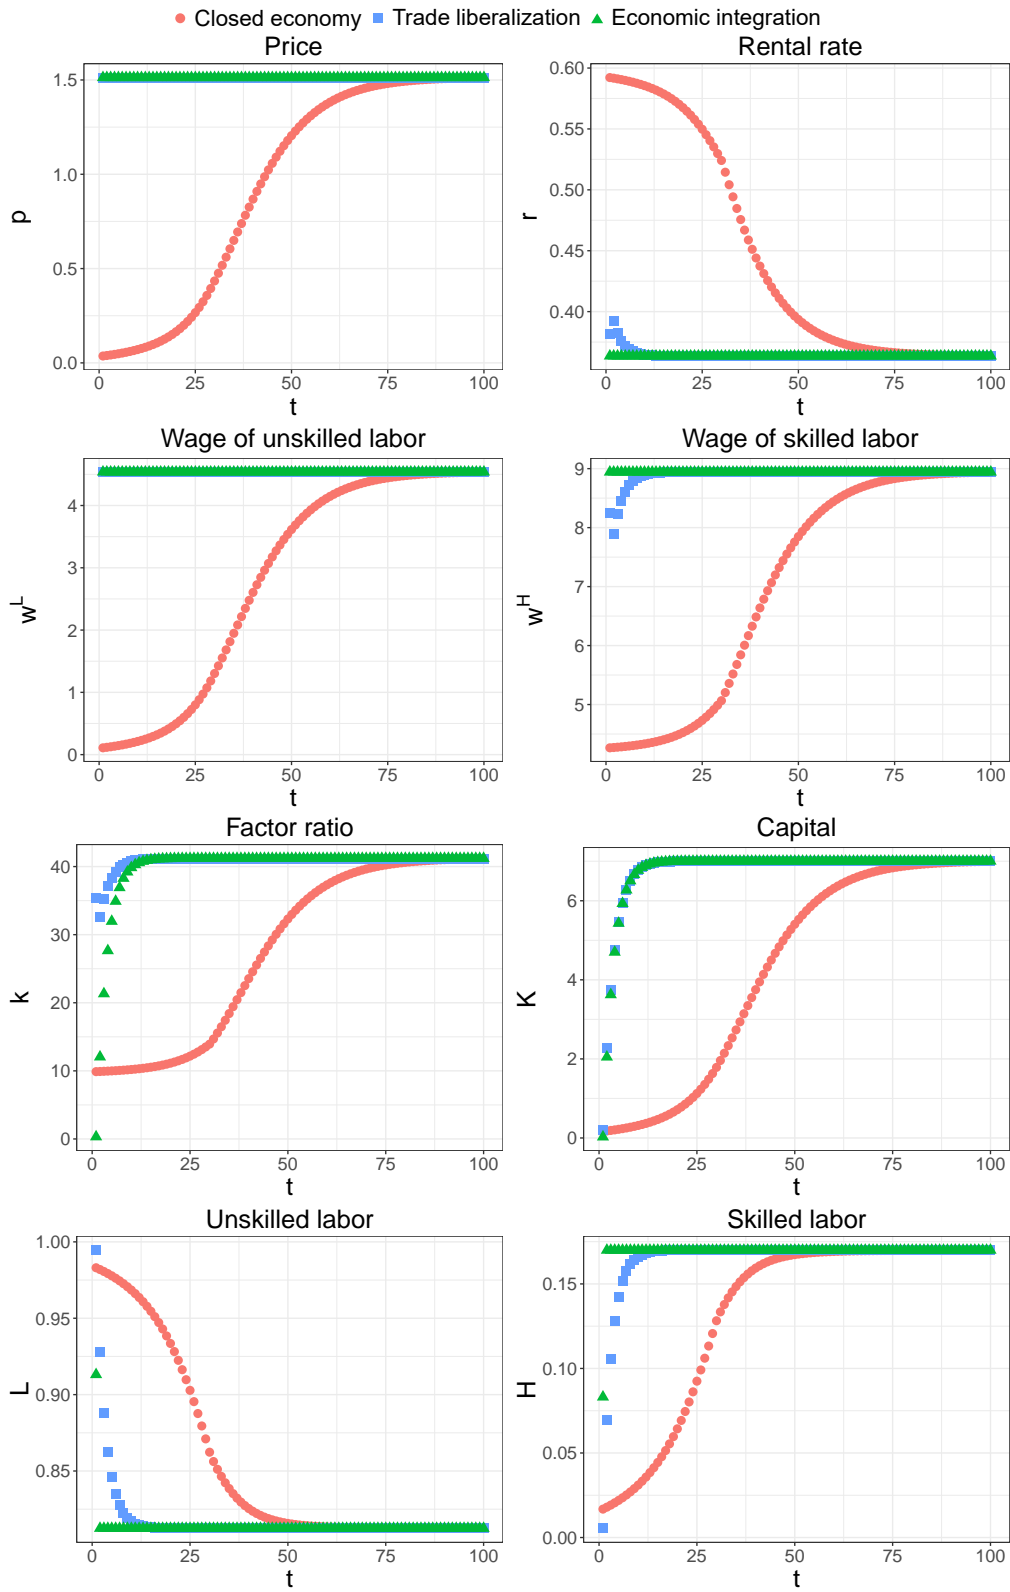 Closed economy Trade liberalization Economic integration
Price
1.5
1.0
0.5
0.0
p
0 25 50 75 100
t
Rental rate
0.60
0.55
0.50
0.45
0.40
r
0 25 50 75 100
t
Wage of unskilled labor
4
3
2
1
0
w^L
0 25 50 75 100
t
Wage of skilled labor
9
8
7
6
5
w^H
0 25 50 75 100
t
Factor ratio
40
30
20
10
0
k
0 25 50 75 100
t
Capital
6
4
2
0
K
0 25 50 75 100
t
Unskilled labor
1.00
0.95
0.90
0.85
L
0 25 50 75 100
t
Skilled labor
0.15
0.10
0.05
0.00
H
0 25 50 75 100
t